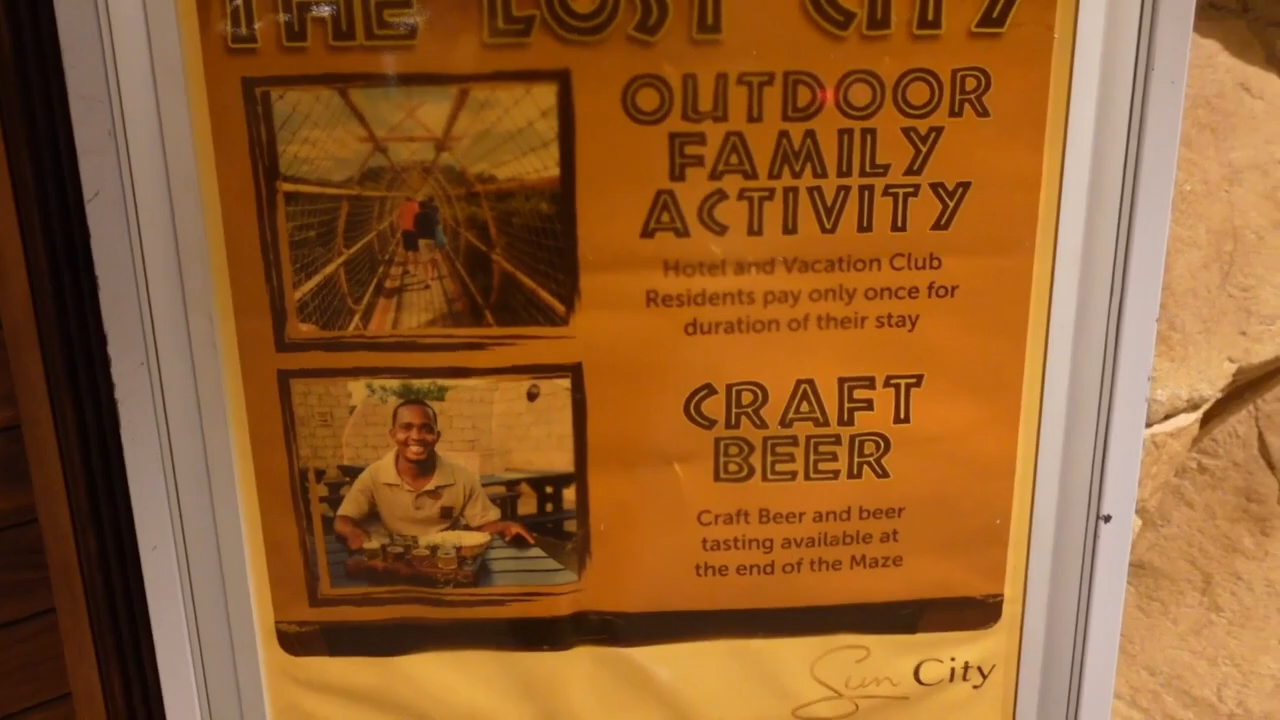 THE LOST CITY
OUTDOOR
FAMILY
ACTIVITY
Hotel and Vacation Club
Residents pay only once for
duration of their stay
CRAFT
BEER
Craft Beer and beer
tasting available at
the end of the Maze
Sun City